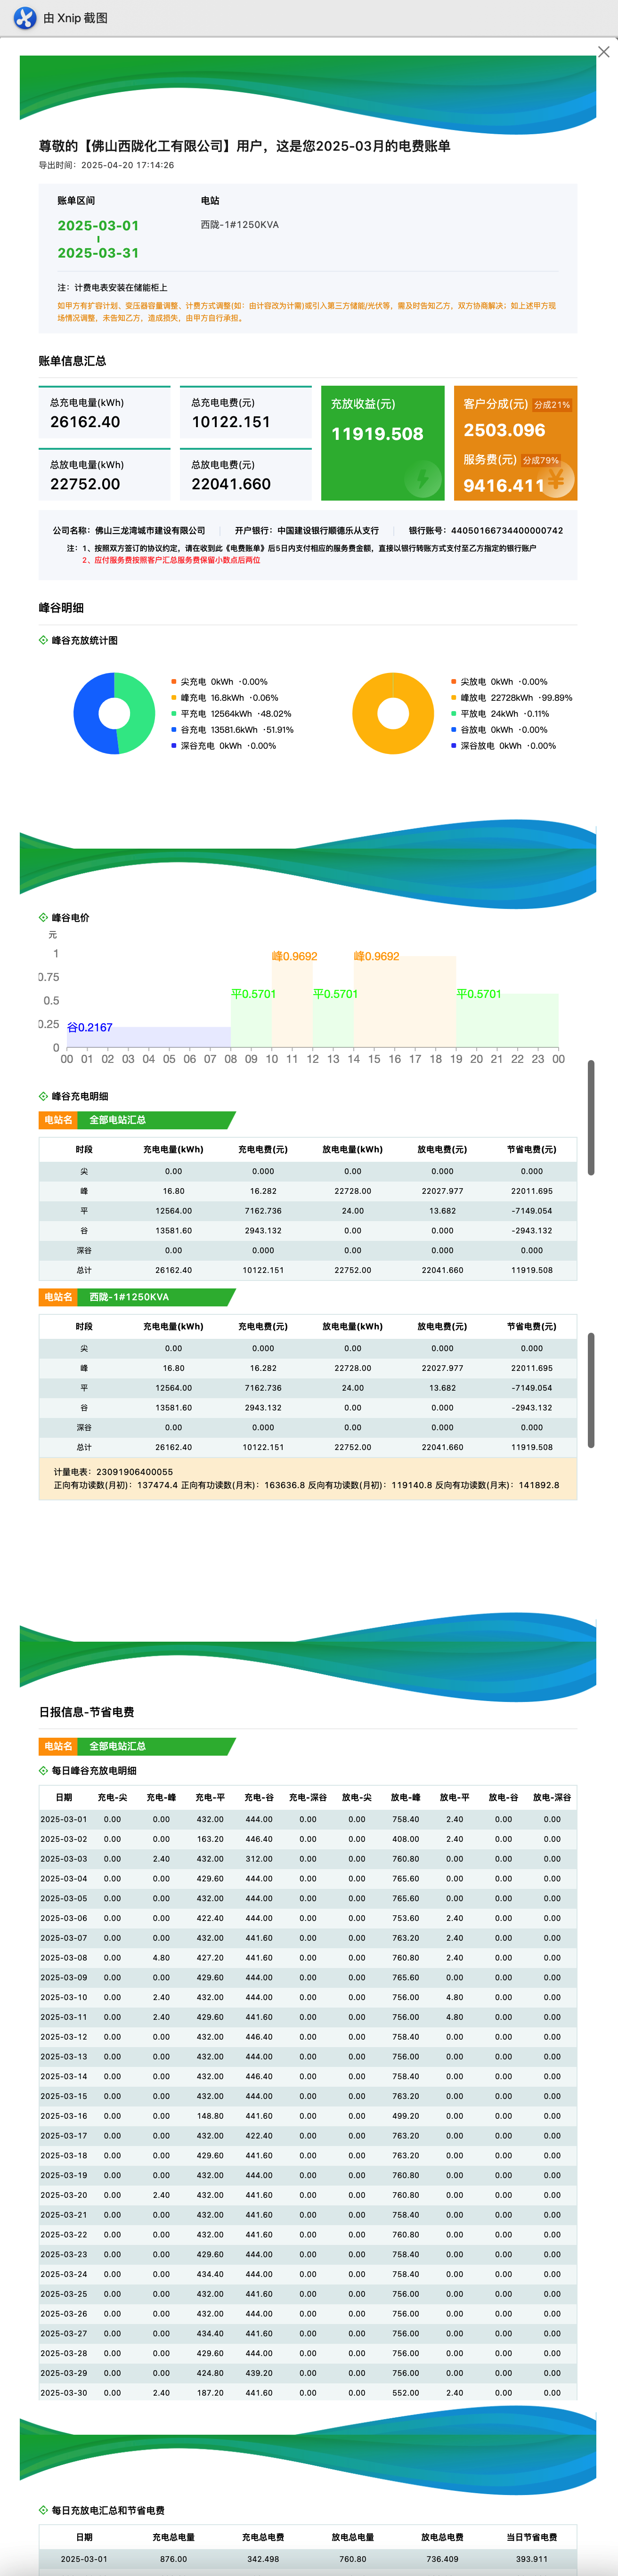 由 Xnip 截图
尊敬的【佛山西陇化工有限公司】用户，这是您2025-03月的电费账单
导出时间：2025-04-20 17:14:26
账单区间 电站
2025-03-01 西陇-1#1250KVA
2025-03-31
注：计费电表安装在储能柜上
如甲方有扩容计划、变压器容量调整、计费方式调整(如：由计容改为计需)或引入第三方储能/光伏等，需及时告知乙方，双方协商解决；如上述甲方现
场情况调整，未告知乙方，造成损失，由甲方自行承担。
账单信息汇总
总充电电量(kWh) 总充电电费(元) 充放收益(元) 客户分成(元) 分成21%
26162.40 10122.151 11919.508 2503.096
总放电电量(kWh) 总放电电费(元) 服务费(元) 分成79%
22752.00 22041.660 9416.411
公司名称：佛山三龙湾城市建设有限公司 开户银行：中国建设银行顺德乐从支行 银行账号：44050166734400000742
注：1、按照双方签订的协议约定，请在收到此《电费账单》后5日内支付相应的服务费金额，直接以银行转账方式支付至乙方指定的银行账户
2、应付服务费按照客户汇总服务费保留小数点后两位
峰谷明细
峰谷充放统计图
尖充电 0kWh ·0.00% 尖放电 0kWh ·0.00%
峰充电 16.8kWh ·0.06% 峰放电 22728kWh ·99.89%
平充电 12564kWh ·48.02% 平放电 24kWh ·0.11%
谷充电 13581.6kWh ·51.91% 谷放电 0kWh ·0.00%
深谷充电 0kWh ·0.00% 深谷放电 0kWh ·0.00%
峰谷电价
元
1 峰0.9692 峰0.9692
0.75
0.5 平0.5701 平0.5701 平0.5701
0.25 谷0.2167
0
00 01 02 03 04 05 06 07 08 09 10 11 12 13 14 15 16 17 18 19 20 21 22 23 00
峰谷充电明细
电站名 全部电站汇总
时段 充电电量(kWh) 充电电费(元) 放电电量(kWh) 放电电费(元) 节省电费(元)
尖 0.00 0.000 0.00 0.000 0.000
峰 16.80 16.282 22728.00 22027.977 22011.695
平 12564.00 7162.736 24.00 13.682 -7149.054
谷 13581.60 2943.132 0.00 0.000 -2943.132
深谷 0.00 0.000 0.00 0.000 0.000
总计 26162.40 10122.151 22752.00 22041.660 11919.508
电站名 西陇-1#1250KVA
时段 充电电量(kWh) 充电电费(元) 放电电量(kWh) 放电电费(元) 节省电费(元)
尖 0.00 0.000 0.00 0.000 0.000
峰 16.80 16.282 22728.00 22027.977 22011.695
平 12564.00 7162.736 24.00 13.682 -7149.054
谷 13581.60 2943.132 0.00 0.000 -2943.132
深谷 0.00 0.000 0.00 0.000 0.000
总计 26162.40 10122.151 22752.00 22041.660 11919.508
计量电表：23091906400055
正向有功读数(月初)：137474.4 正向有功读数(月末)：163636.8 反向有功读数(月初)：119140.8 反向有功读数(月末)：141892.8
日报信息-节省电费
电站名 全部电站汇总
每日峰谷充放电明细
日期 充电-尖 充电-峰 充电-平 充电-谷 充电-深谷 放电-尖 放电-峰 放电-平 放电-谷 放电-深谷
2025-03-01 0.00 0.00 432.00 444.00 0.00 0.00 758.40 2.40 0.00 0.00
2025-03-02 0.00 0.00 163.20 446.40 0.00 0.00 408.00 2.40 0.00 0.00
2025-03-03 0.00 2.40 432.00 312.00 0.00 0.00 760.80 2.40 0.00 0.00
2025-03-04 0.00 0.00 429.60 444.00 0.00 0.00 765.60 0.00 0.00 0.00
2025-03-05 0.00 0.00 432.00 444.00 0.00 0.00 765.60 0.00 0.00 0.00
2025-03-06 0.00 0.00 422.40 444.00 0.00 0.00 753.60 2.40 0.00 0.00
2025-03-07 0.00 0.00 432.00 441.60 0.00 0.00 763.20 2.40 0.00 0.00
2025-03-08 0.00 4.80 427.20 441.60 0.00 0.00 760.80 2.40 0.00 0.00
2025-03-09 0.00 0.00 429.60 444.00 0.00 0.00 765.60 0.00 0.00 0.00
2025-03-10 0.00 2.40 432.00 444.00 0.00 0.00 756.00 4.80 0.00 0.00
2025-03-11 0.00 2.40 429.60 441.60 0.00 0.00 756.00 4.80 0.00 0.00
2025-03-12 0.00 0.00 432.00 446.40 0.00 0.00 758.40 0.00 0.00 0.00
2025-03-13 0.00 0.00 432.00 444.00 0.00 0.00 756.00 0.00 0.00 0.00
2025-03-14 0.00 0.00 432.00 446.40 0.00 0.00 758.40 0.00 0.00 0.00
2025-03-15 0.00 0.00 432.00 444.00 0.00 0.00 763.20 0.00 0.00 0.00
2025-03-16 0.00 0.00 148.80 441.60 0.00 0.00 499.20 0.00 0.00 0.00
2025-03-17 0.00 0.00 432.00 422.40 0.00 0.00 763.20 0.00 0.00 0.00
2025-03-18 0.00 0.00 429.60 441.60 0.00 0.00 763.20 0.00 0.00 0.00
2025-03-19 0.00 0.00 432.00 444.00 0.00 0.00 760.80 0.00 0.00 0.00
2025-03-20 0.00 2.40 432.00 441.60 0.00 0.00 760.80 0.00 0.00 0.00
2025-03-21 0.00 0.00 432.00 441.60 0.00 0.00 758.40 0.00 0.00 0.00
2025-03-22 0.00 0.00 432.00 441.60 0.00 0.00 760.80 0.00 0.00 0.00
2025-03-23 0.00 0.00 429.60 444.00 0.00 0.00 758.40 0.00 0.00 0.00
2025-03-24 0.00 0.00 434.40 444.00 0.00 0.00 758.40 0.00 0.00 0.00
2025-03-25 0.00 0.00 432.00 441.60 0.00 0.00 756.00 0.00 0.00 0.00
2025-03-26 0.00 0.00 432.00 444.00 0.00 0.00 756.00 0.00 0.00 0.00
2025-03-27 0.00 0.00 434.40 441.60 0.00 0.00 756.00 0.00 0.00 0.00
2025-03-28 0.00 0.00 429.60 444.00 0.00 0.00 756.00 0.00 0.00 0.00
2025-03-29 0.00 0.00 424.80 439.20 0.00 0.00 756.00 0.00 0.00 0.00
2025-03-30 0.00 2.40 187.20 441.60 0.00 0.00 552.00 2.40 0.00 0.00
每日充放电汇总和节省电费
日期 充电总电量 充电总电费 放电总电量 放电总电费 当日节省电费
2025-03-01 876.00 342.498 760.80 736.409 393.911